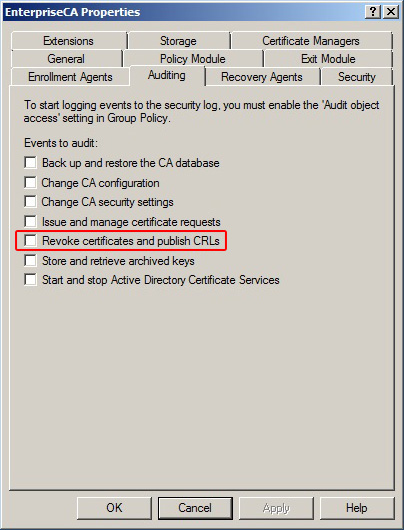 EnterpriseCA Properties
Extensions Storage Certificate Managers
General Policy Module Exit Module
Enrollment Agents Auditing Recovery Agents Security
To start logging events to the security log, you must enable the 'Audit object
access' setting in Group Policy.
Events to audit:
Back up and restore the CA database
Change CA configuration
Change CA security settings
Issue and manage certificate requests
Revoke certificates and publish CRLs
Store and retrieve archived keys
Start and stop Active Directory Certificate Services
OK Cancel Apply Help